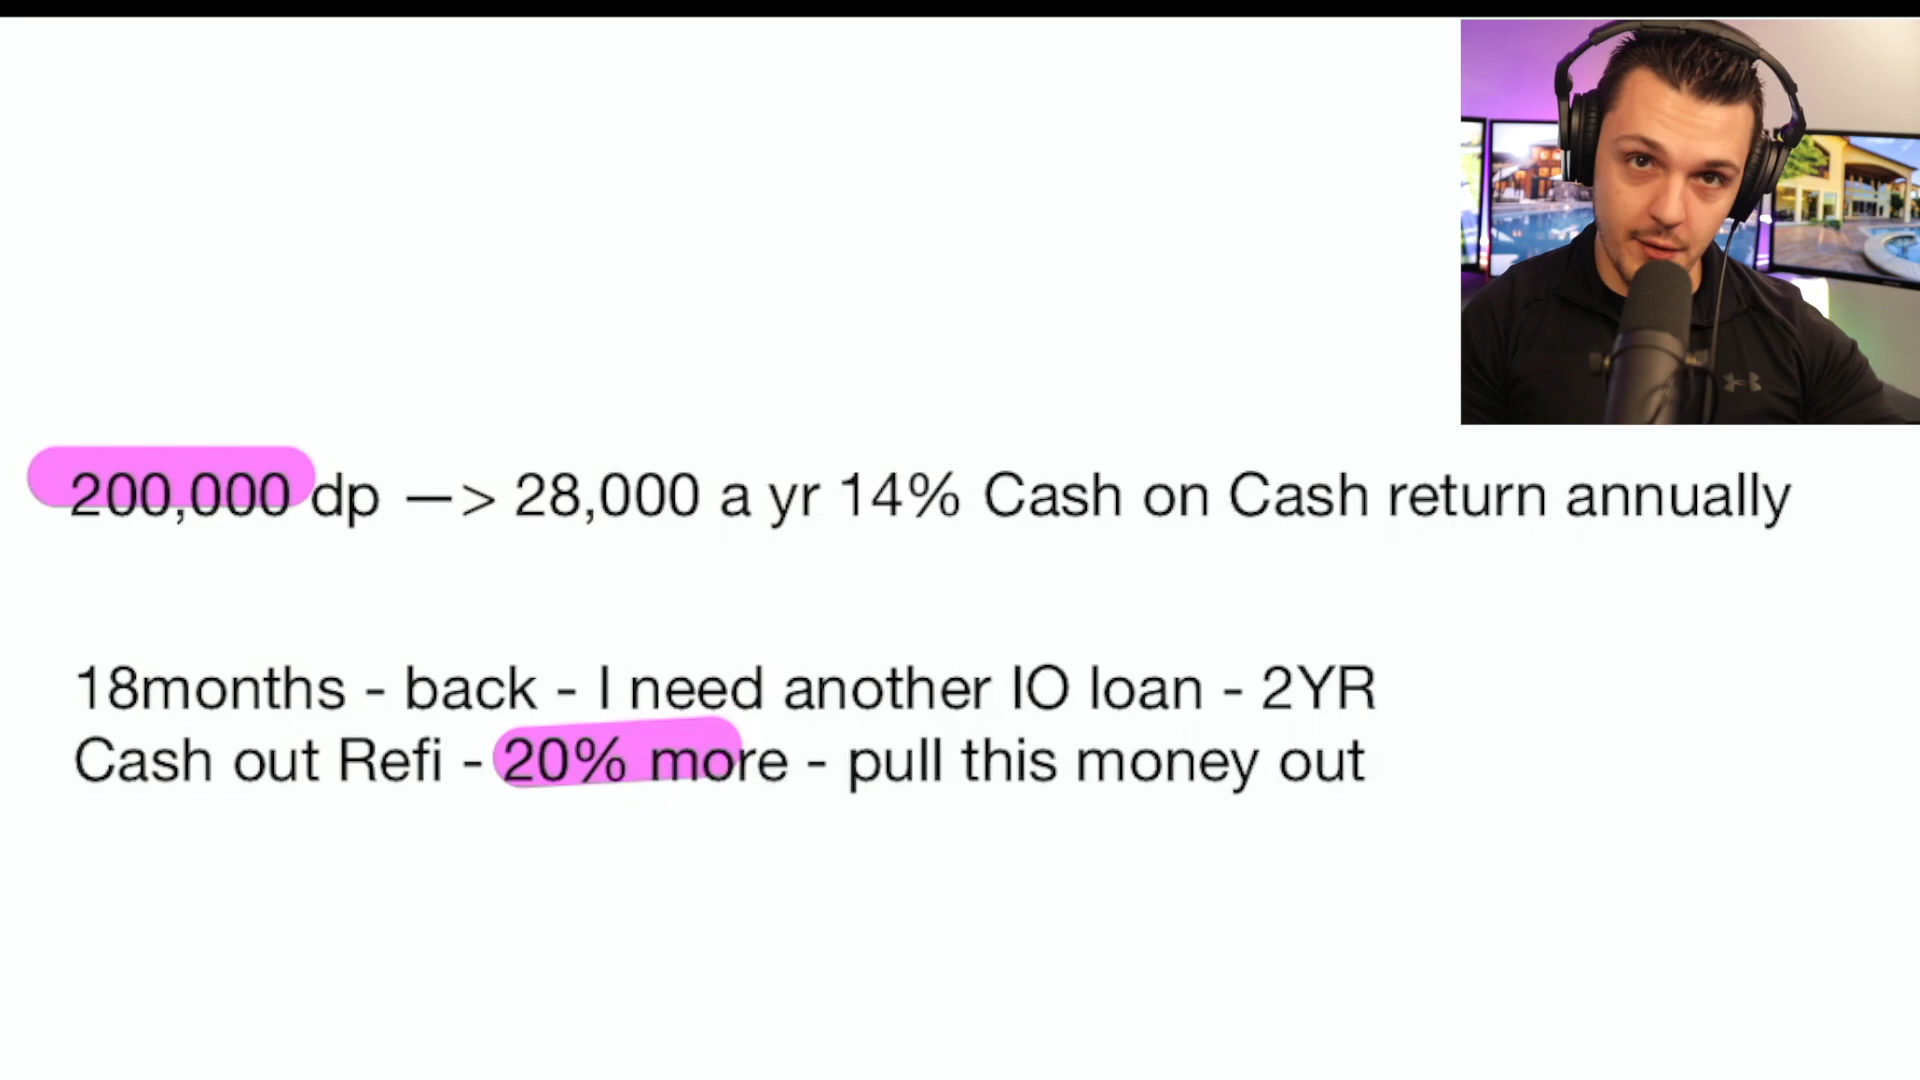 200,000 dp —> 28,000 a yr 14% Cash on Cash return annually
18months - back - I need another IO loan - 2YR
Cash out Refi - 20% more - pull this money out